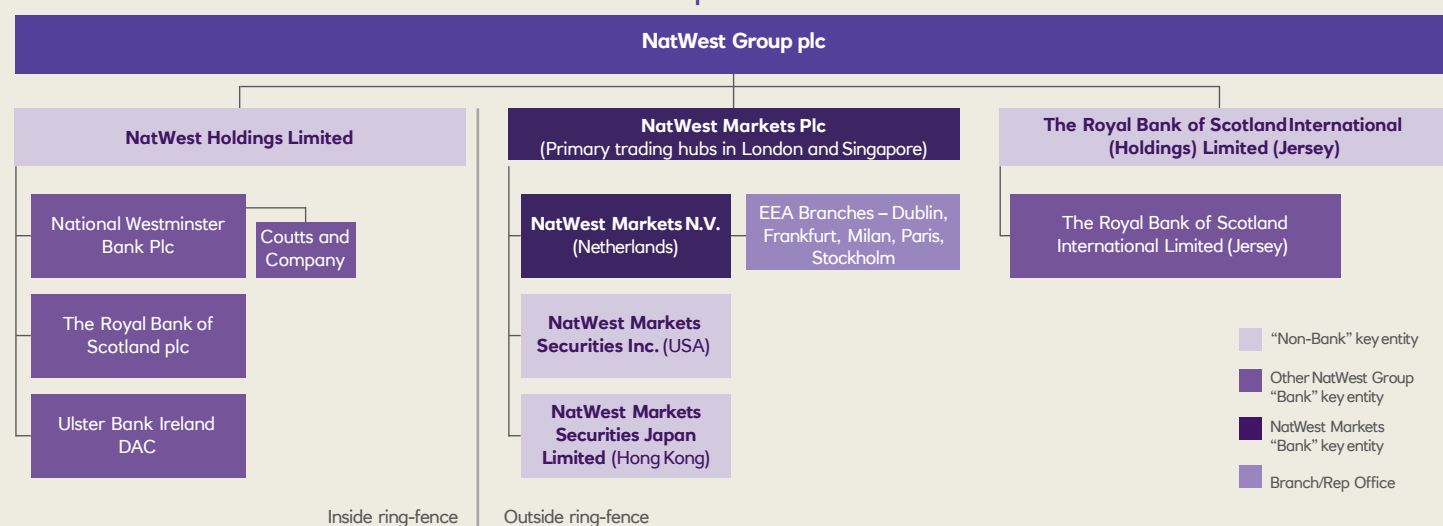 NatWest Group plc
NatWest Holdings Limited
National Westminster
Bank Plc
Coutts and
Company
The Royal Bank of
Scotland plc
Ulster Bank Ireland
DAC
Inside ring-fence
NatWest Markets Plc
(Primary trading hubs in London and Singapore)
NatWest Markets N.V.
(Netherlands)
EEA Branches – Dublin,
Frankfurt, Milan, Paris,
Stockholm
NatWest Markets
Securities Inc. (USA)
NatWest Markets
Securities Japan
Limited (Hong Kong)
Outside ring-fence
The Royal Bank of Scotland International
(Holdings) Limited (Jersey)
The Royal Bank of Scotland
International Limited (Jersey)
“Non-Bank” key entity
Other NatWest Group
“Bank” key entity
NatWest Markets
“Bank” key entity
Branch/Rep Office